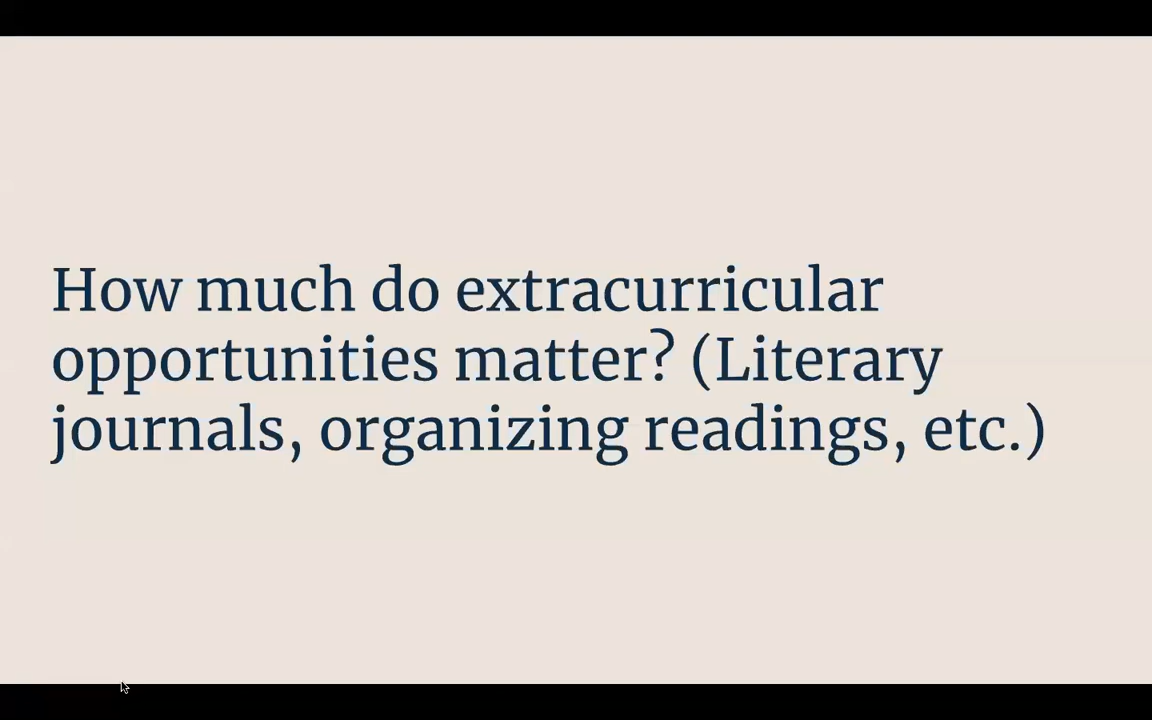 How much do extracurricular
opportunities matter? (Literary
journals, organizing readings, etc.)